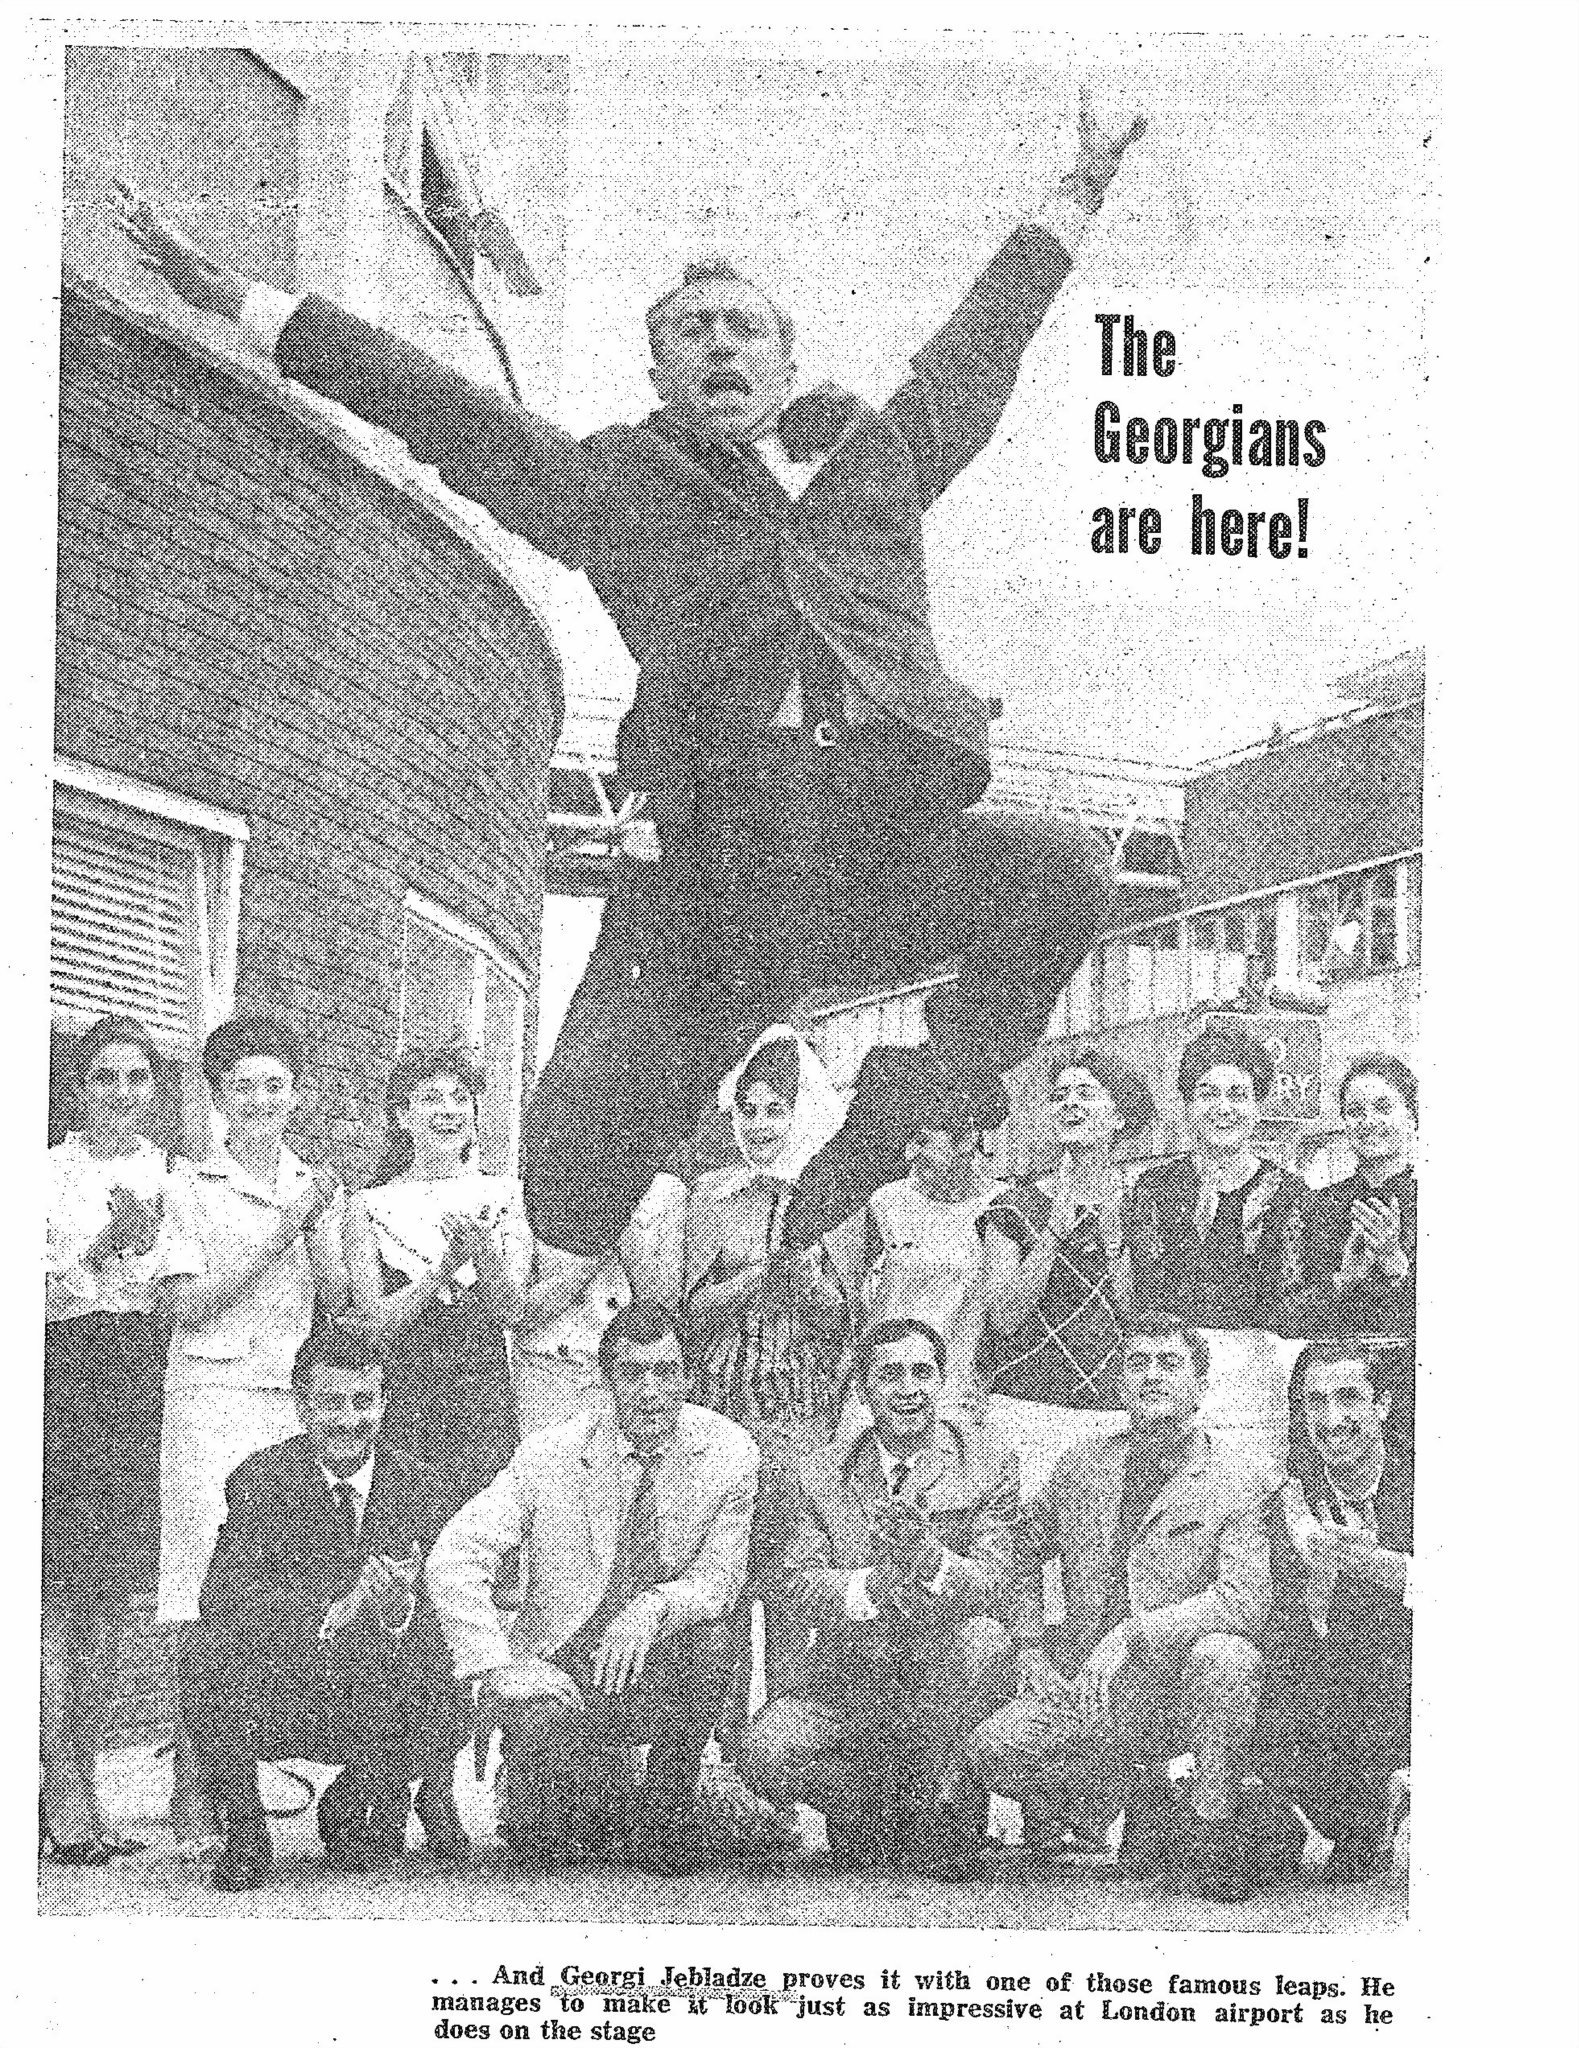 The
Georgians
are here!
RY
. . . And Georgi Jebladze proves it with one of those famous leaps. He
manages to make it look just as impressive at London airport as he
does on the stage